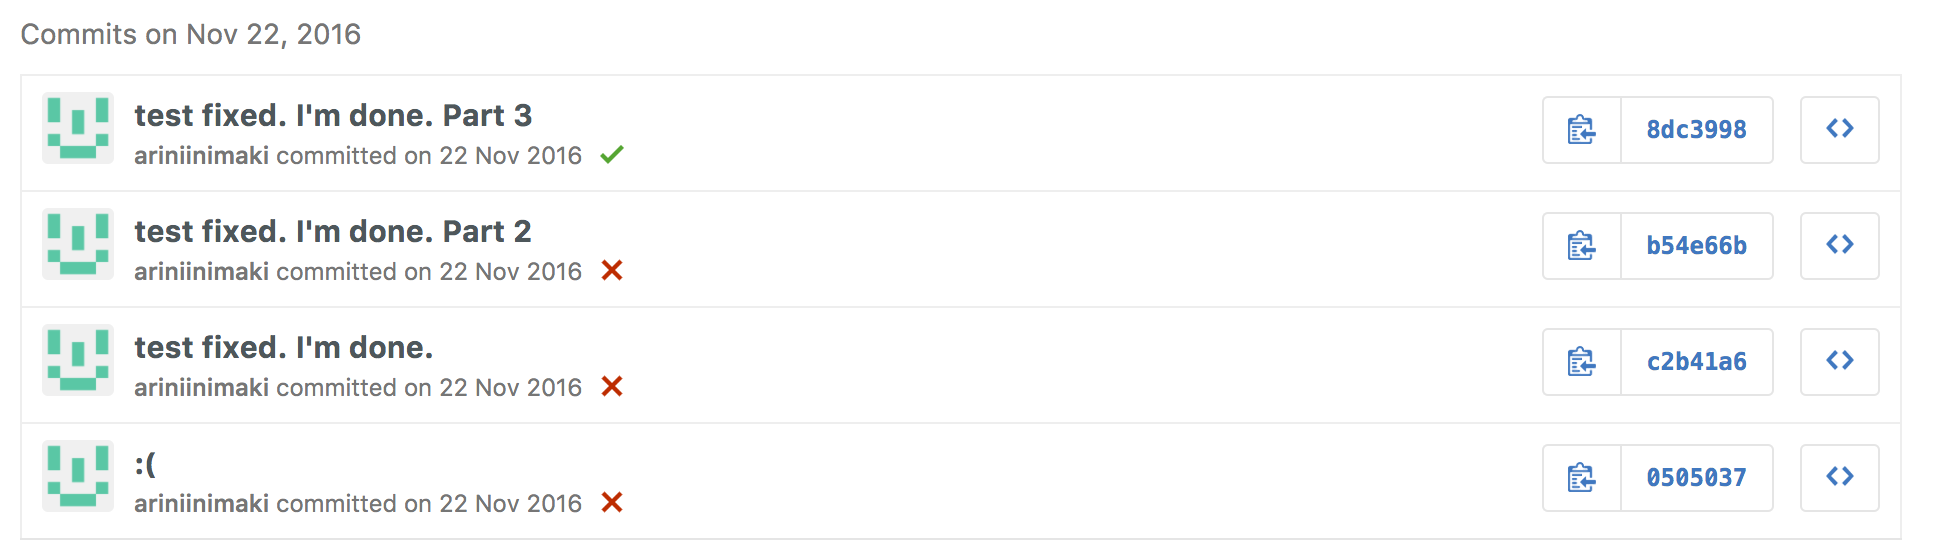 Commits on Nov 22, 2016
test fixed. I'm done. Part 3
ariniinimaki committed on 22 Nov 2016
8dc3998
test fixed. I'm done. Part 2
ariniinimaki committed on 22 Nov 2016
b54e66b
test fixed. I'm done.
ariniinimaki committed on 22 Nov 2016
c2b41a6
:(
ariniinimaki committed on 22 Nov 2016
0505037